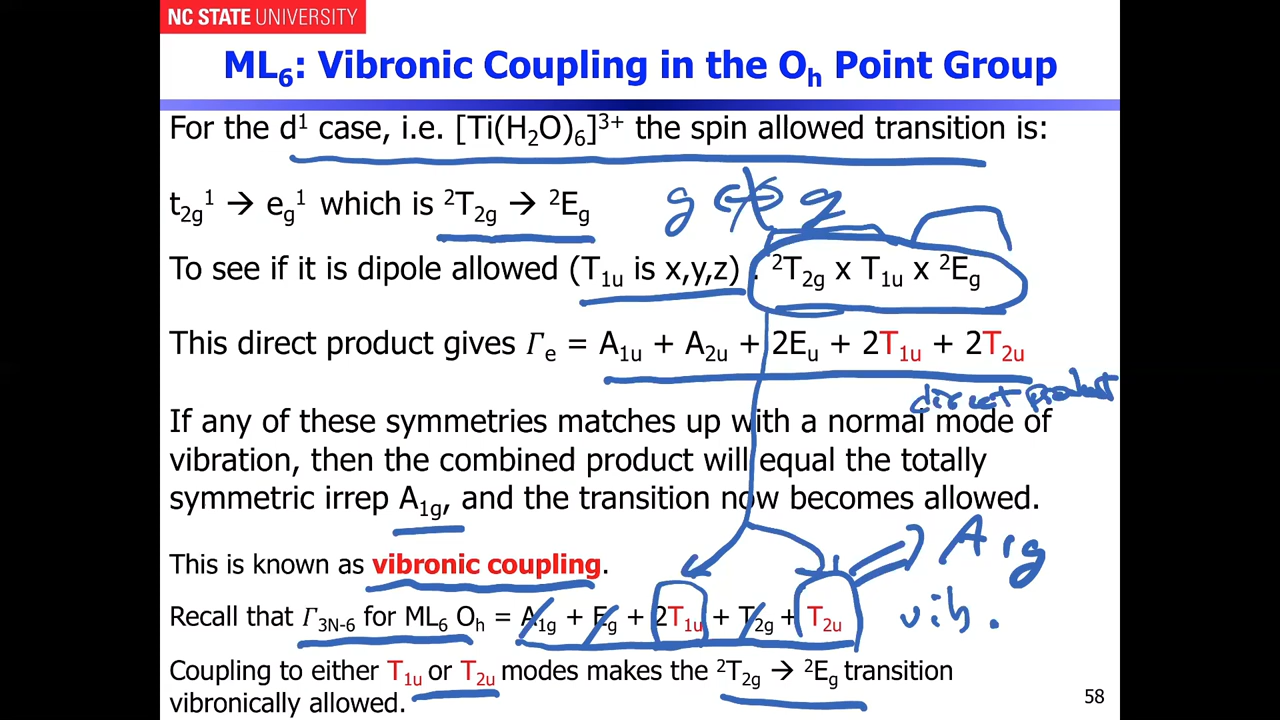 NC STATE UNIVERSITY
ML₆: Vibronic Coupling in the Oₕ Point Group
For the d¹ case, i.e. [Ti(H₂O)₆]³⁺ the spin allowed transition is:
t₂g¹ → eg¹ which is ²T₂g → ²Eg
g ↔ g
To see if it is dipole allowed (T₁ᵤ is x,y,z) : ²T₂g x T₁ᵤ x ²Eg
This direct product gives 𝛤ₑ = A₁ᵤ + A₂ᵤ + 2Eᵤ + 2T₁ᵤ + 2T₂ᵤ
direct product
If any of these symmetries matches up with a normal mode of
vibration, then the combined product will equal the totally
symmetric irrep A₁g, and the transition now becomes allowed.
A₁g
This is known as vibronic coupling.
vib.
Recall that 𝛤₃N₋₆ for ML₆ Oₕ = A₁g + Eg + 2T₁ᵤ + T₂g + T₂ᵤ
Coupling to either T₁ᵤ or T₂ᵤ modes makes the ²T₂g → ²Eg transition
vibronically allowed.
58